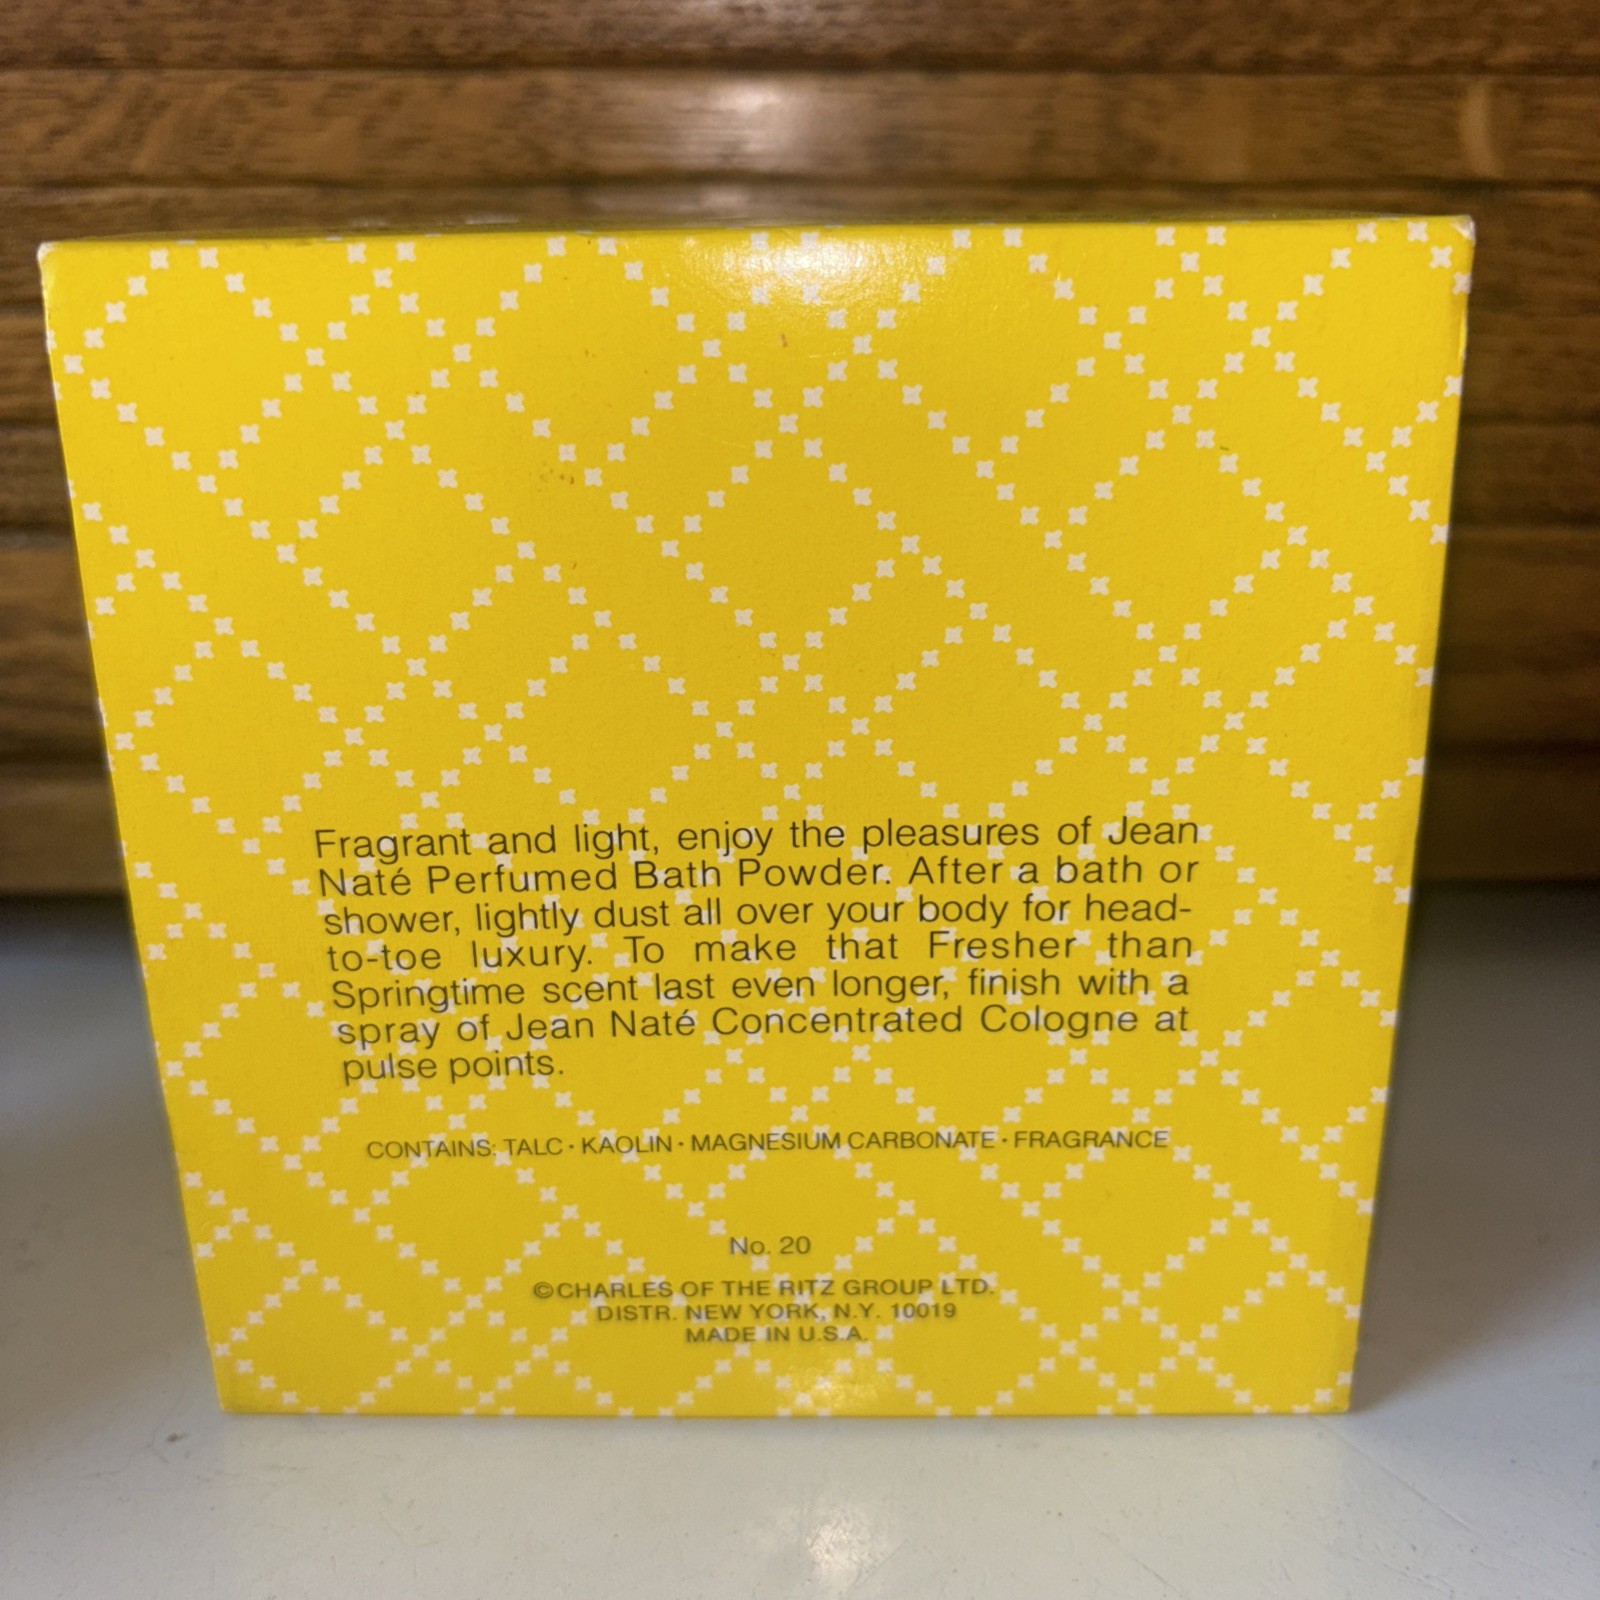 Fragrant and light, enjoy the pleasures of Jean
Naté Perfumed Bath Powder. After a bath or
shower, lightly dust all over your body for head-
to-toe luxury. To make that Fresher than
Springtime scent last even longer, finish with a
spray of Jean Naté Concentrated Cologne at
pulse points.
CONTAINS: TALC · KAOLIN · MAGNESIUM CARBONATE · FRAGRANCE
No. 20
©CHARLES OF THE RITZ GROUP LTD.
DISTR. NEW YORK, N.Y. 10019
MADE IN U.S.A.